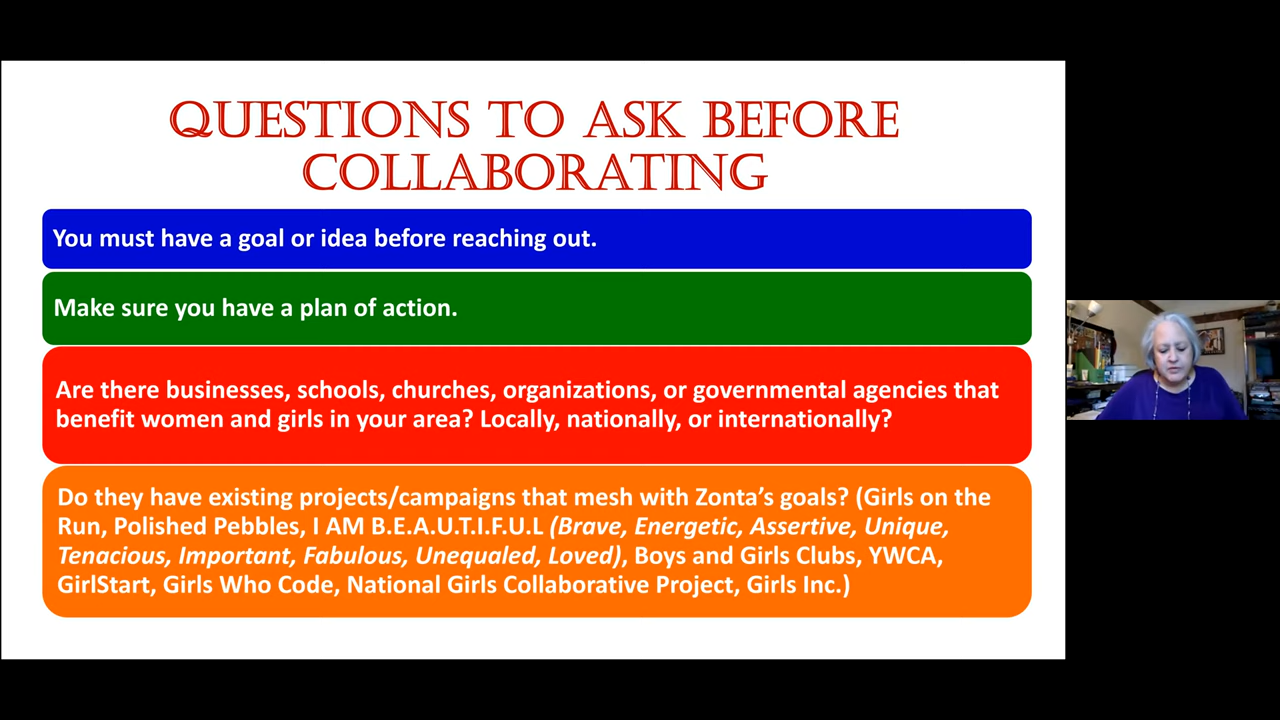 QUESTIONS TO ASK BEFORE
COLLABORATING
You must have a goal or idea before reaching out.
Make sure you have a plan of action.
Are there businesses, schools, churches, organizations, or governmental agencies that
benefit women and girls in your area? Locally, nationally, or internationally?
Do they have existing projects/campaigns that mesh with Zonta's goals? (Girls on the
Run, Polished Pebbles, I AM B.E.A.U.T.I.F.U.L (Brave, Energetic, Assertive, Unique,
Tenacious, Important, Fabulous, Unequaled, Loved), Boys and Girls Clubs, YWCA,
GirlStart, Girls Who Code, National Girls Collaborative Project, Girls Inc.)